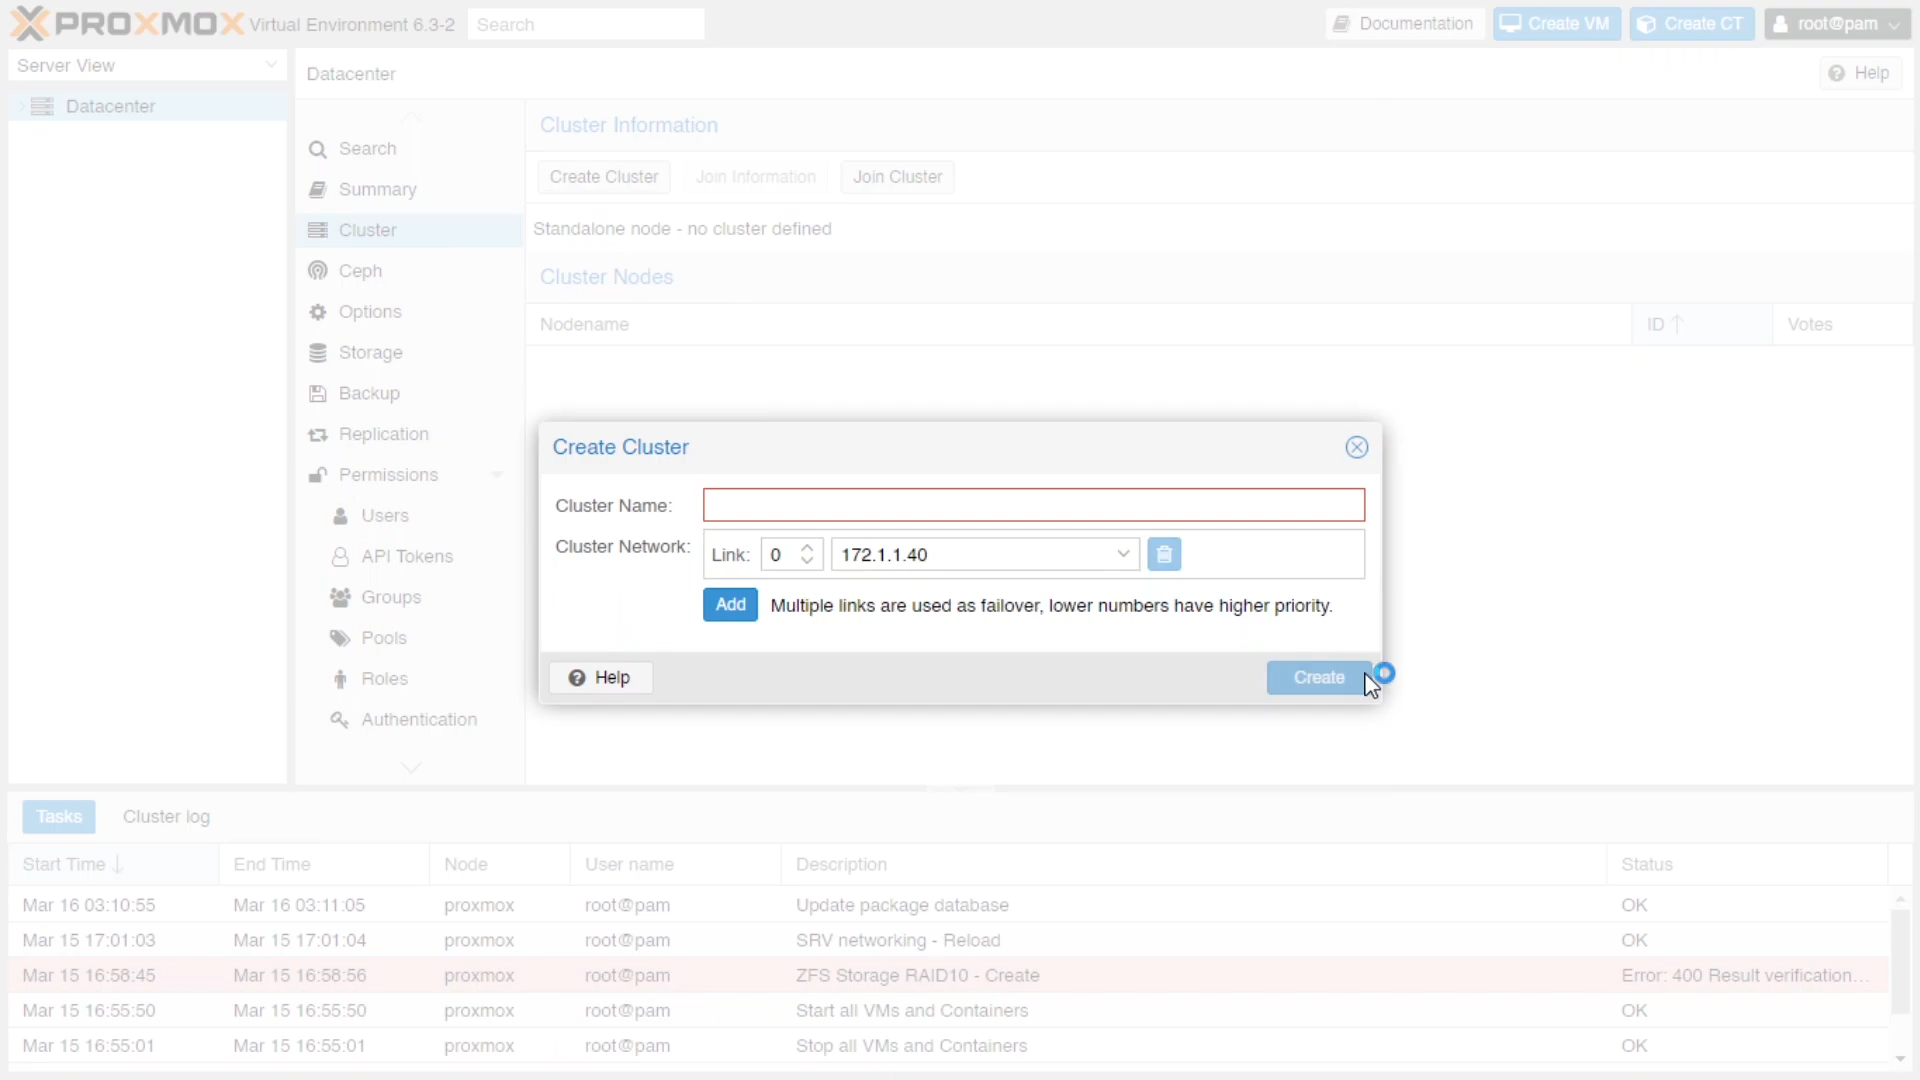 PROXMOX Virtual Environment 6.3-2 Search Documentation Create VM Create CT root@pam
Server View
Datacenter
Datacenter Help
Search
Summary
Cluster
Ceph
Options
Storage
Backup
Replication
Permissions
Users
API Tokens
Groups
Pools
Roles
Authentication
Cluster Information
Create Cluster Join Information Join Cluster
Standalone node - no cluster defined
Cluster Nodes
Nodename ID Votes
Create Cluster
Cluster Name:
Cluster Network: Link: 0 172.1.1.40
Add Multiple links are used as failover, lower numbers have higher priority.
Help Create
Tasks Cluster log
Start Time End Time Node User name Description Status
Mar 16 03:10:55 Mar 16 03:11:05 proxmox root@pam Update package database OK
Mar 15 17:01:03 Mar 15 17:01:04 proxmox root@pam SRV networking - Reload OK
Mar 15 16:58:45 Mar 15 16:58:56 proxmox root@pam ZFS Storage RAID10 - Create Error: 400 Result verification...
Mar 15 16:55:50 Mar 15 16:55:50 proxmox root@pam Start all VMs and Containers OK
Mar 15 16:55:01 Mar 15 16:55:01 proxmox root@pam Stop all VMs and Containers OK